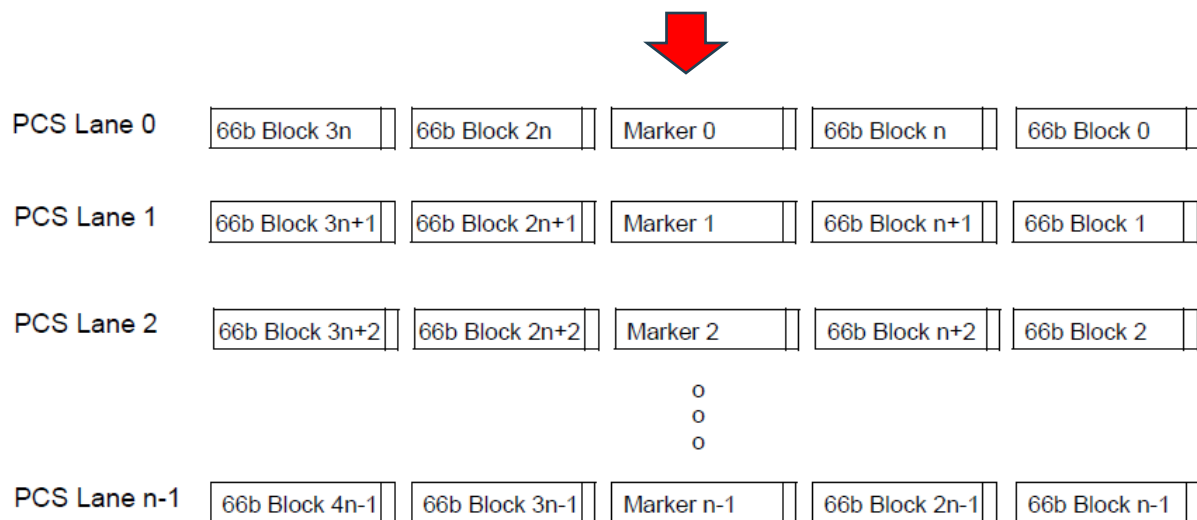 PCS Lane 0 66b Block 3n 66b Block 2n Marker 0 66b Block n 66b Block 0
PCS Lane 1 66b Block 3n+1 66b Block 2n+1 Marker 1 66b Block n+1 66b Block 1
PCS Lane 2 66b Block 3n+2 66b Block 2n+2 Marker 2 66b Block n+2 66b Block 2
o
o
o
PCS Lane n-1 66b Block 4n-1 66b Block 3n-1 Marker n-1 66b Block 2n-1 66b Block n-1